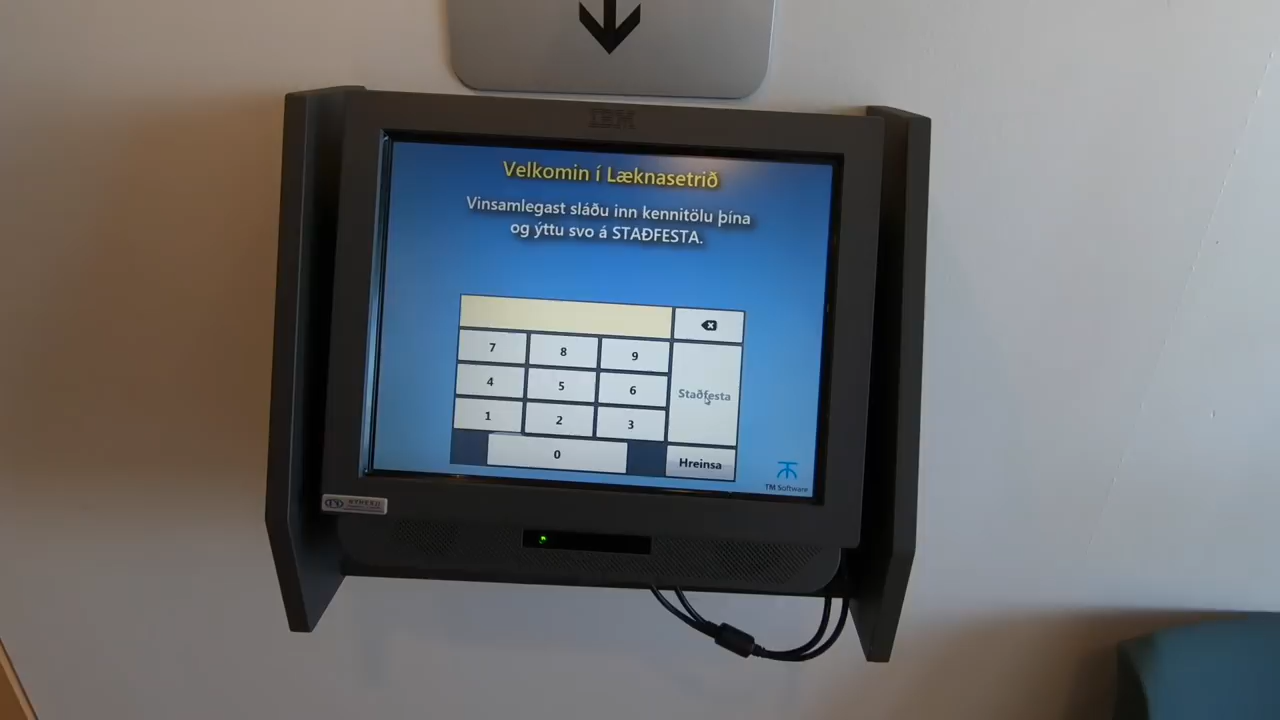 IBM
Velkomin í Læknasetrið
Vinsamlegast sláðu inn kennitölu þína
og ýttu svo á STAÐFESTA.
7 8 9
4 5 6
Staðfesta
1 2 3
0
Hreinsa
TM Software